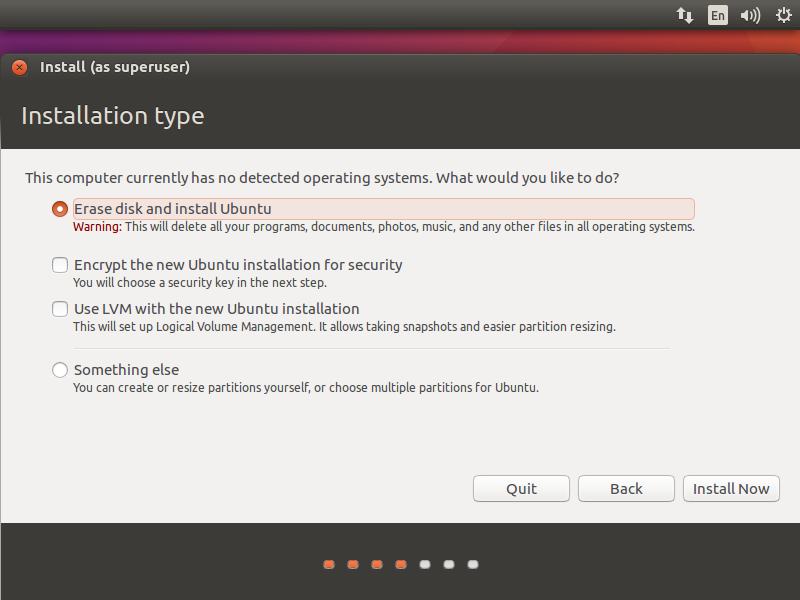 En
Install (as superuser)
Installation type
This computer currently has no detected operating systems. What would you like to do?
Erase disk and install Ubuntu
Warning: This will delete all your programs, documents, photos, music, and any other files in all operating systems.
Encrypt the new Ubuntu installation for security
You will choose a security key in the next step.
Use LVM with the new Ubuntu installation
This will set up Logical Volume Management. It allows taking snapshots and easier partition resizing.
Something else
You can create or resize partitions yourself, or choose multiple partitions for Ubuntu.
Quit Back Install Now